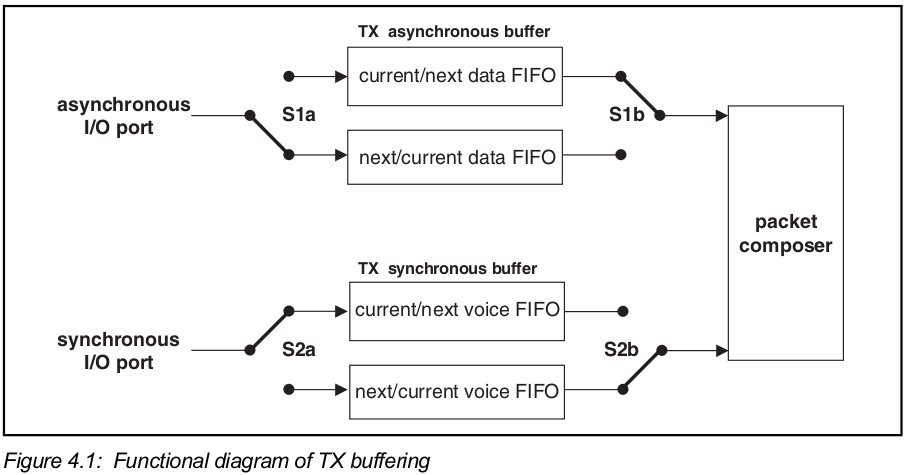 TX asynchronous buffer
current/next data FIFO
asynchronous
I/O port
S1a
S1b
next/current data FIFO
packet
composer
TX synchronous buffer
current/next voice FIFO
synchronous
I/O port
S2a
S2b
next/current voice FIFO
Figure 4.1: Functional diagram of TX buffering